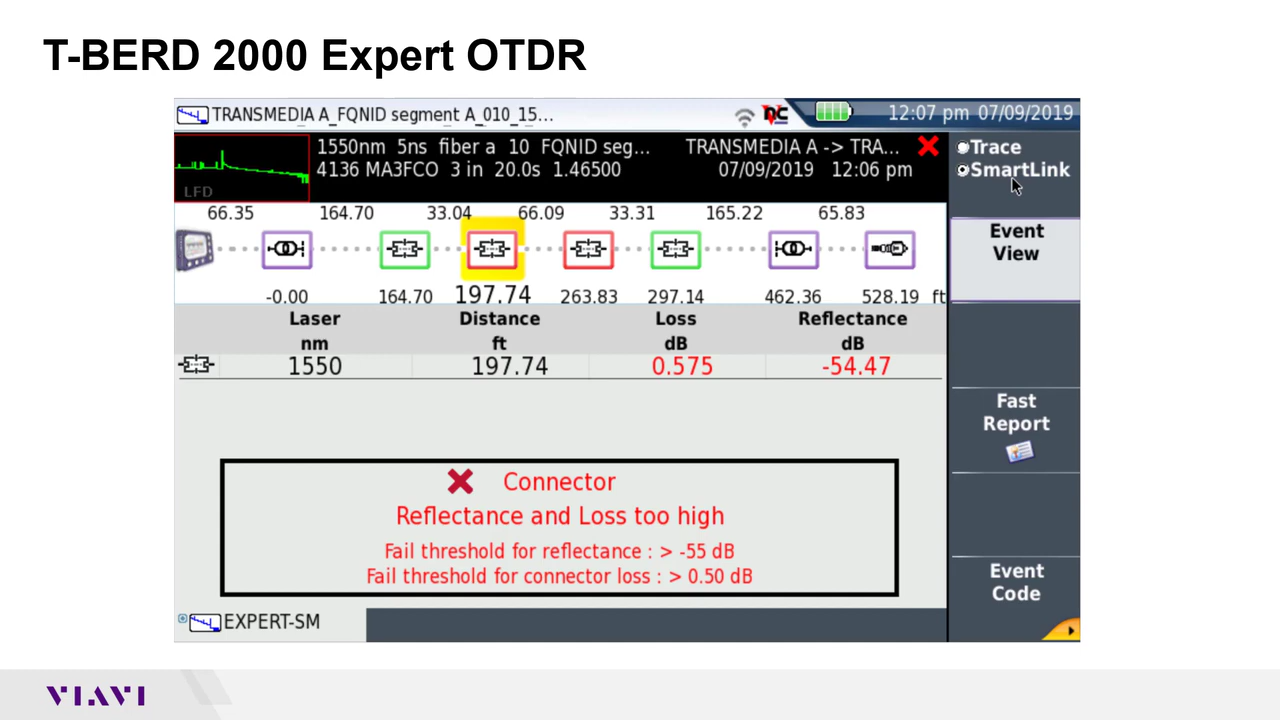 T-BERD 2000 Expert OTDR
TRANSMEDIA A_FQNID segment A_010_15...
12:07 pm 07/09/2019
1550nm 5ns fiber a 10 FQNID seg... TRANSMEDIA A -> TRA...
4136 MA3FCO 3 in 20.0s 1.46500 07/09/2019 12:06 pm
LFD
Trace
SmartLink
66.35 164.70 33.04 66.09 33.31 165.22 65.83
-0.00 164.70 197.74 263.83 297.14 462.36 528.19 ft
Event
View
Laser Distance Loss Reflectance
nm ft dB dB
1550 197.74 0.575 -54.47
Fast
Report
Connector
Reflectance and Loss too high
Fail threshold for reflectance : > -55 dB
Fail threshold for connector loss : > 0.50 dB
Event
Code
EXPERT-SM
VIAVI